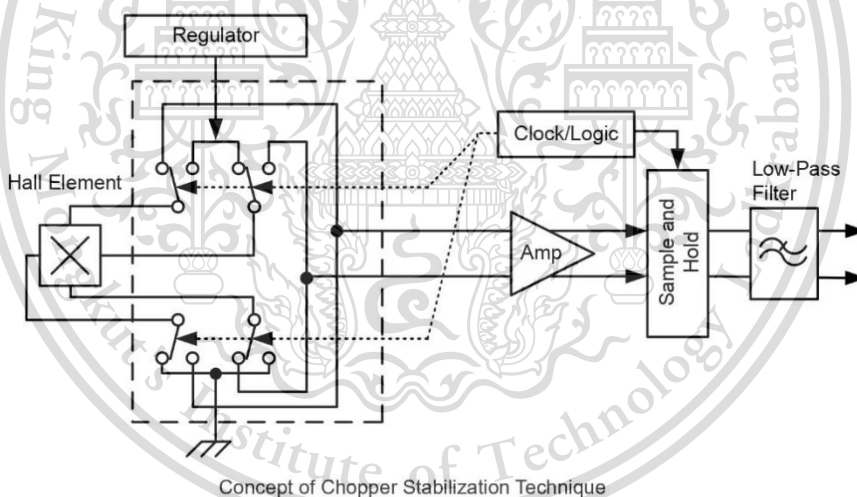 Regulator
Clock/Logic
Hall Element
Low-Pass
Filter
Amp
Sample and
Hold
King Mongkut's Institute of Technology Ladkrabang
Concept of Chopper Stabilization Technique